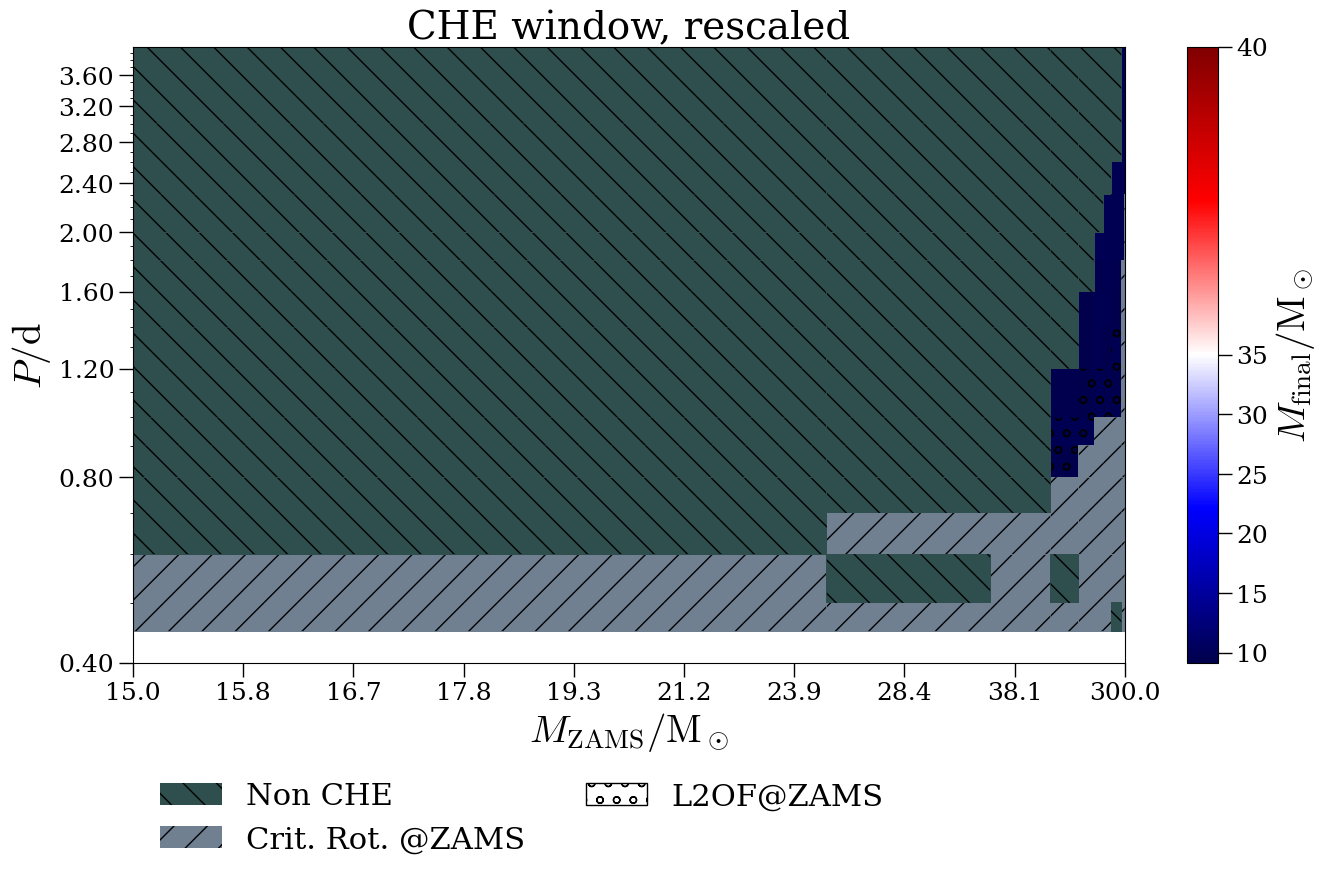 CHE window, rescaled
3.60
3.20
2.80
2.40
2.00
1.60
1.20
0.80
0.40
P/d
15.0 15.8 16.7 17.8 19.3 21.2 23.9 28.4 38.1 300.0
M_ZAMS/M_⊙
40
35
30
25
20
15
10
M_final/M_⊙
Non CHE
Crit. Rot. @ZAMS
L2OF@ZAMS